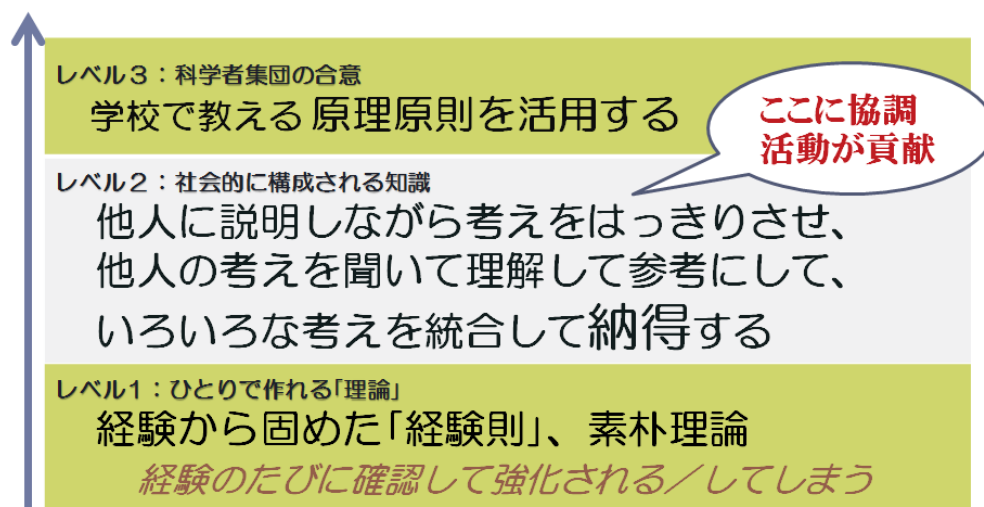 レベル３：科学者集団の合意
学校で教える 原理原則を活用する
ここに協調
活動が貢献
レベル２：社会的に構成される知識
他人に説明しながら考えをはっきりさせ、
他人の考えを聞いて理解して参考にして、
いろいろな考えを統合して納得する
レベル1：ひとりで作れる｢理論｣
経験から固めた｢経験則｣、素朴理論
経験のたびに確認して強化される／してしまう